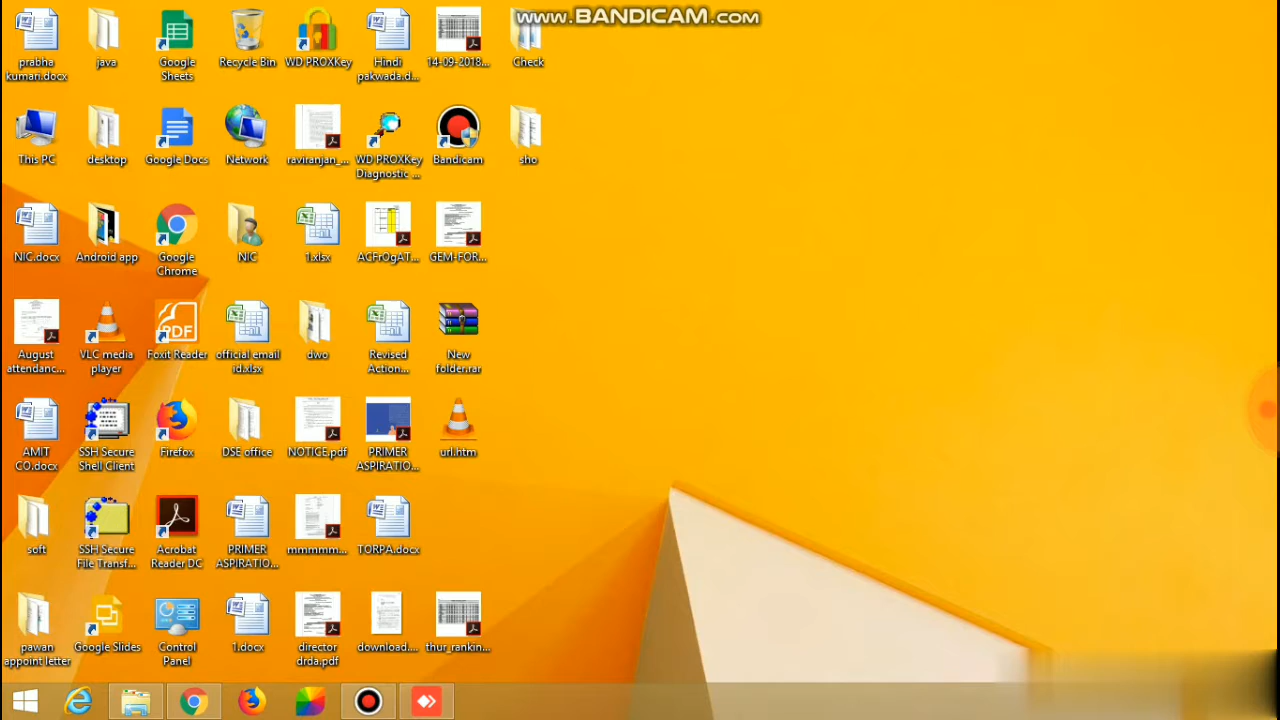 www.BANDICAM.com
prabha
kumari.docx
java
Google
Sheets
Recycle Bin
WD PROXKey
Hindi
pakwada.d...
14-09-2018...
Check
This PC
desktop
Google Docs
Network
raviranjan_...
WD PROXKey
Diagnostic ...
Bandicam
sho
NIC.docx
Android app
Google
Chrome
NIC
1.xlsx
ACFrOgAT...
GEM-FOR...
August
attendanc...
VLC media
player
PDF
Foxit Reader
official email
id.xlsx
dwo
Revised
Action...
New
folder.rar
AMIT
CO.docx
SSH Secure
Shell Client
Firefox
DSE office
NOTICE.pdf
PRIMER
ASPIRATIO...
url.htm
soft
SSH Secure
File Transf...
Acrobat
Reader DC
PRIMER
ASPIRATIO...
mmmmm...
TORPA.docx
pawan
appoint letter
Google Slides
Control
Panel
1.docx
director
drda.pdf
download....
thur_rankin...